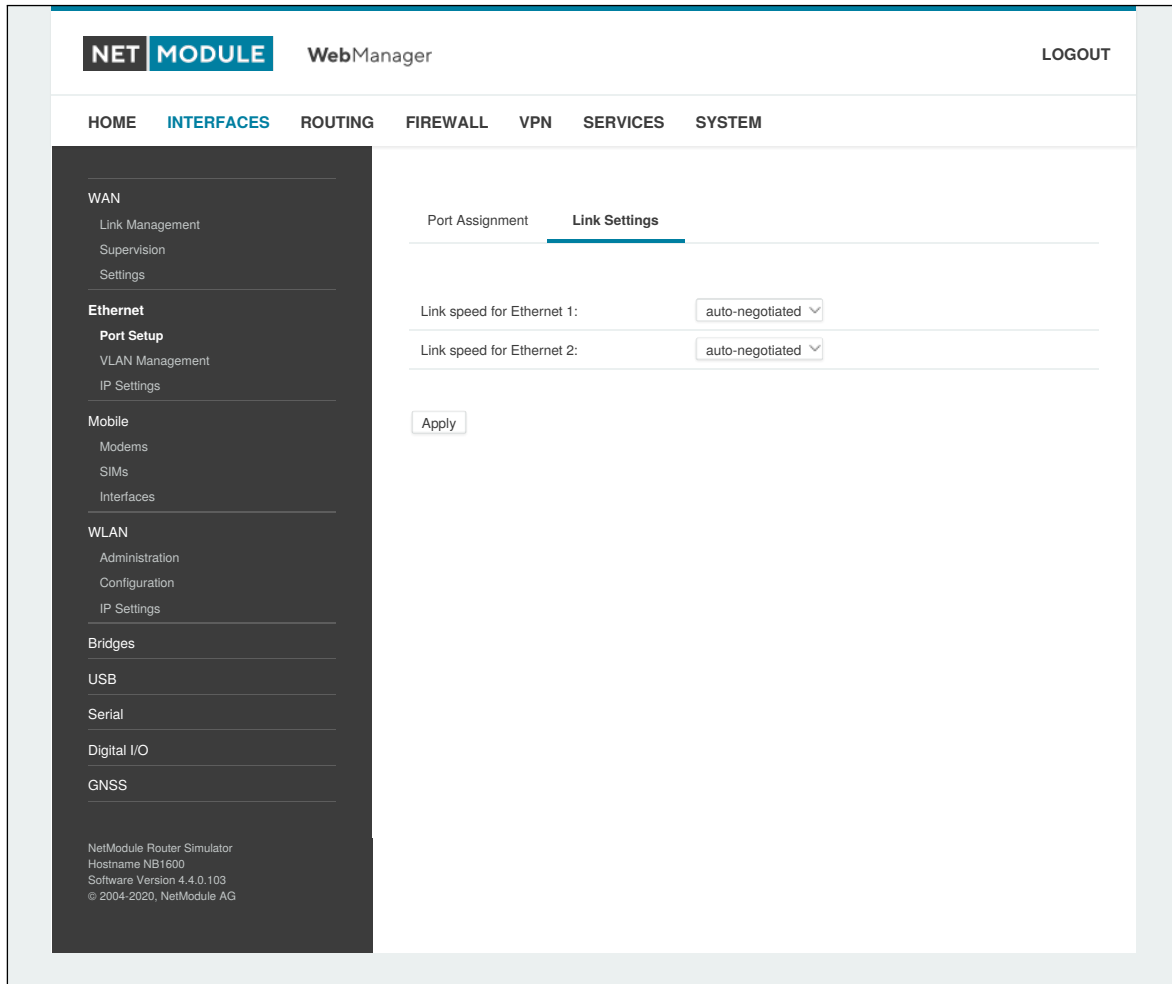 NET MODULE WebManager LOGOUT
HOME INTERFACES ROUTING FIREWALL VPN SERVICES SYSTEM
WAN
Link Management
Supervision
Settings
Ethernet
Port Setup
VLAN Management
IP Settings
Mobile
Modems
SIMs
Interfaces
WLAN
Administration
Configuration
IP Settings
Bridges
USB
Serial
Digital I/O
GNSS
NetModule Router Simulator
Hostname NB1600
Software Version 4.4.0.103
© 2004-2020, NetModule AG
Port Assignment Link Settings
Link speed for Ethernet 1: auto-negotiated
Link speed for Ethernet 2: auto-negotiated
Apply